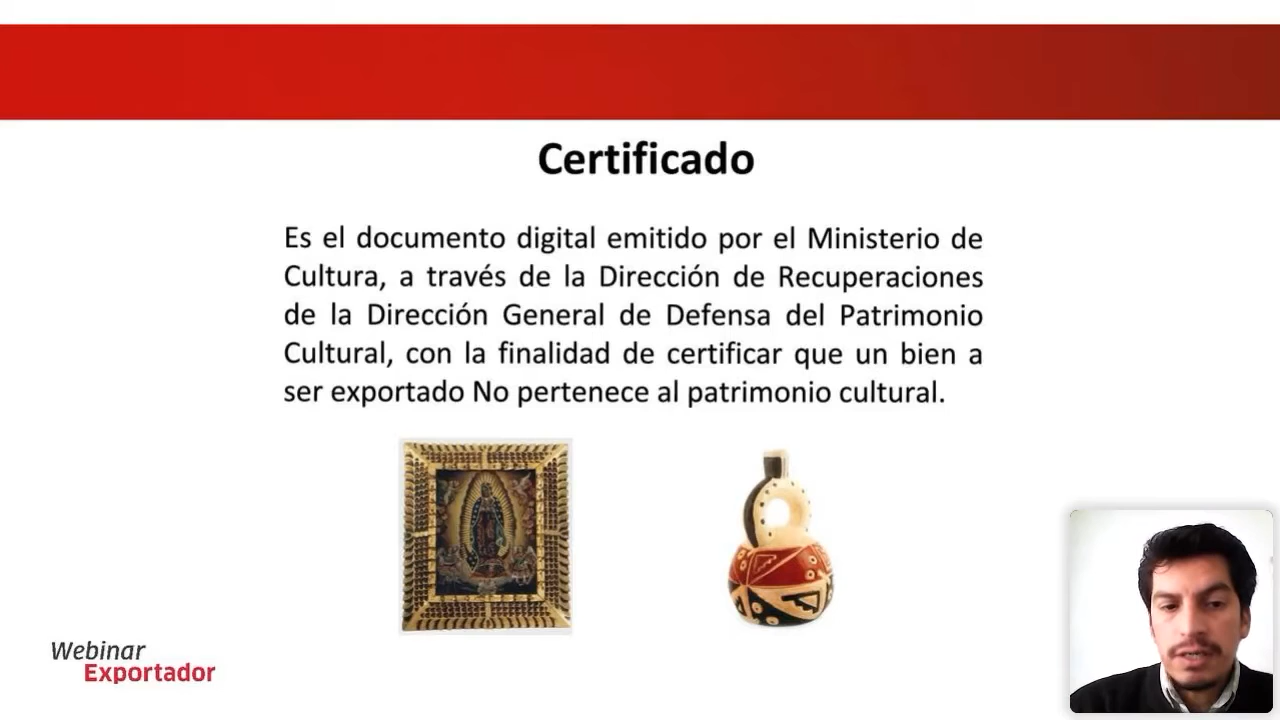 Certificado
Es el documento digital emitido por el Ministerio de
Cultura, a través de la Dirección de Recuperaciones
de la Dirección General de Defensa del Patrimonio
Cultural, con la finalidad de certificar que un bien a
ser exportado No pertenece al patrimonio cultural.
Webinar
Exportador